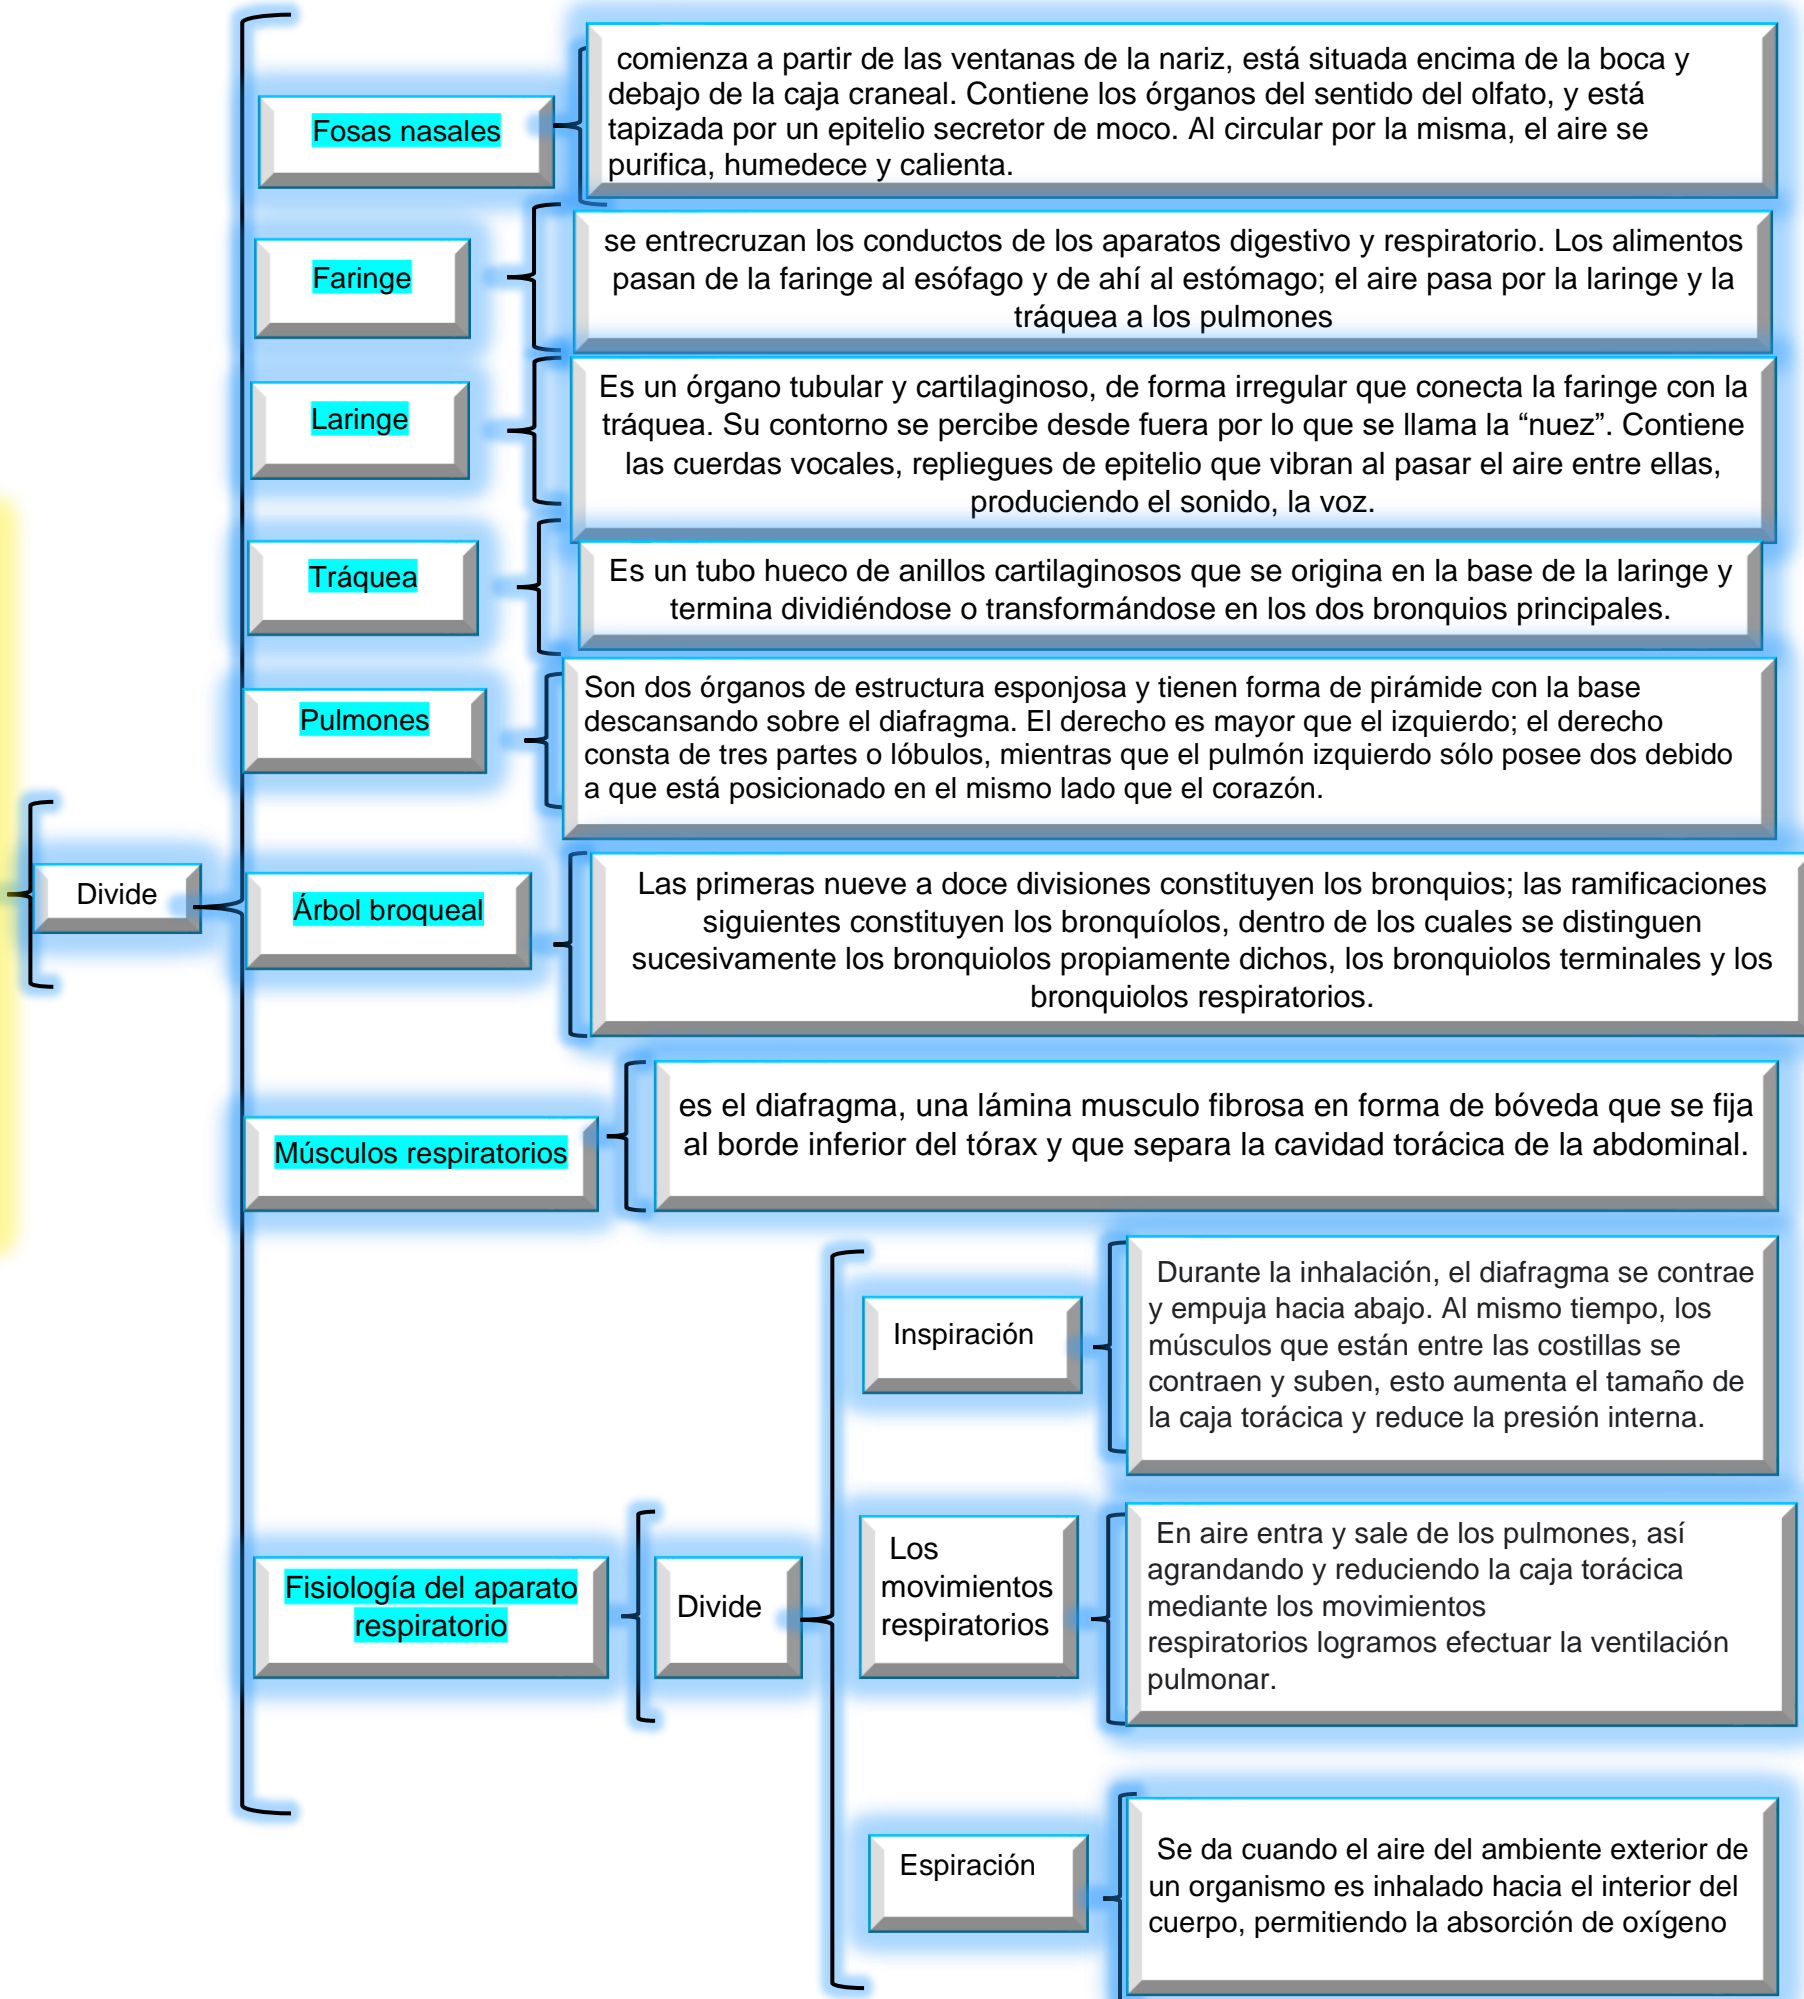 Divide
Fosas nasales
comienza a partir de las ventanas de la nariz, está situada encima de la boca y
debajo de la caja craneal. Contiene los órganos del sentido del olfato, y está
tapizada por un epitelio secretor de moco. Al circular por la misma, el aire se
purifica, humedece y calienta.
Faringe
se entrecruzan los conductos de los aparatos digestivo y respiratorio. Los alimentos
pasan de la faringe al esófago y de ahí al estómago; el aire pasa por la laringe y la
tráquea a los pulmones
Laringe
Es un órgano tubular y cartilaginoso, de forma irregular que conecta la faringe con la
tráquea. Su contorno se percibe desde fuera por lo que se llama la “nuez”. Contiene
las cuerdas vocales, repliegues de epitelio que vibran al pasar el aire entre ellas,
produciendo el sonido, la voz.
Tráquea
Es un tubo hueco de anillos cartilaginosos que se origina en la base de la laringe y
termina dividiéndose o transformándose en los dos bronquios principales.
Pulmones
Son dos órganos de estructura esponjosa y tienen forma de pirámide con la base
descansando sobre el diafragma. El derecho es mayor que el izquierdo; el derecho
consta de tres partes o lóbulos, mientras que el pulmón izquierdo sólo posee dos debido
a que está posicionado en el mismo lado que el corazón.
Árbol broqueal
Las primeras nueve a doce divisiones constituyen los bronquios; las ramificaciones
siguientes constituyen los bronquíolos, dentro de los cuales se distinguen
sucesivamente los bronquiolos propiamente dichos, los bronquiolos terminales y los
bronquiolos respiratorios.
Músculos respiratorios
es el diafragma, una lámina musculo fibrosa en forma de bóveda que se fija
al borde inferior del tórax y que separa la cavidad torácica de la abdominal.
Fisiología del aparato
respiratorio
Divide
Inspiración
Durante la inhalación, el diafragma se contrae
y empuja hacia abajo. Al mismo tiempo, los
músculos que están entre las costillas se
contraen y suben, esto aumenta el tamaño de
la caja torácica y reduce la presión interna.
Los
movimientos
respiratorios
En aire entra y sale de los pulmones, así
agrandando y reduciendo la caja torácica
mediante los movimientos
respiratorios logramos efectuar la ventilación
pulmonar.
Espiración
Se da cuando el aire del ambiente exterior de
un organismo es inhalado hacia el interior del
cuerpo, permitiendo la absorción de oxígeno